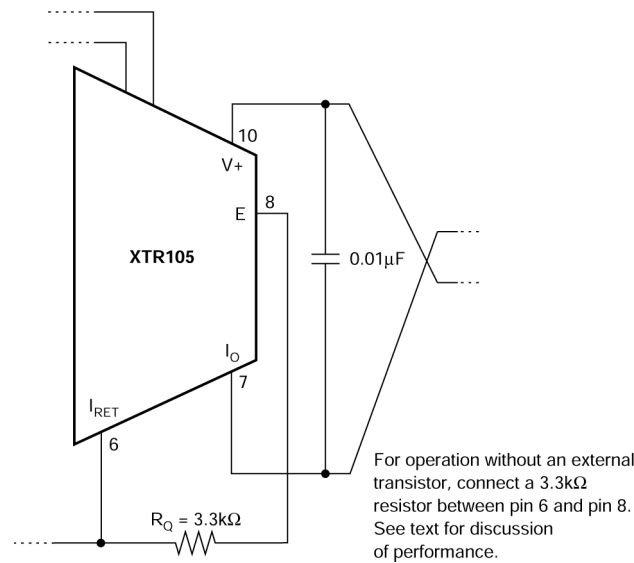 10
V+
8
E
XTR105
0.01µF
I_O
7
I_RET
6
R_Q = 3.3kΩ
For operation without an external
transistor, connect a 3.3kΩ
resistor between pin 6 and pin 8.
See text for discussion
of performance.